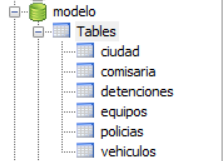 modelo
Tables
ciudad
comisaria
detenciones
equipos
policias
vehiculos